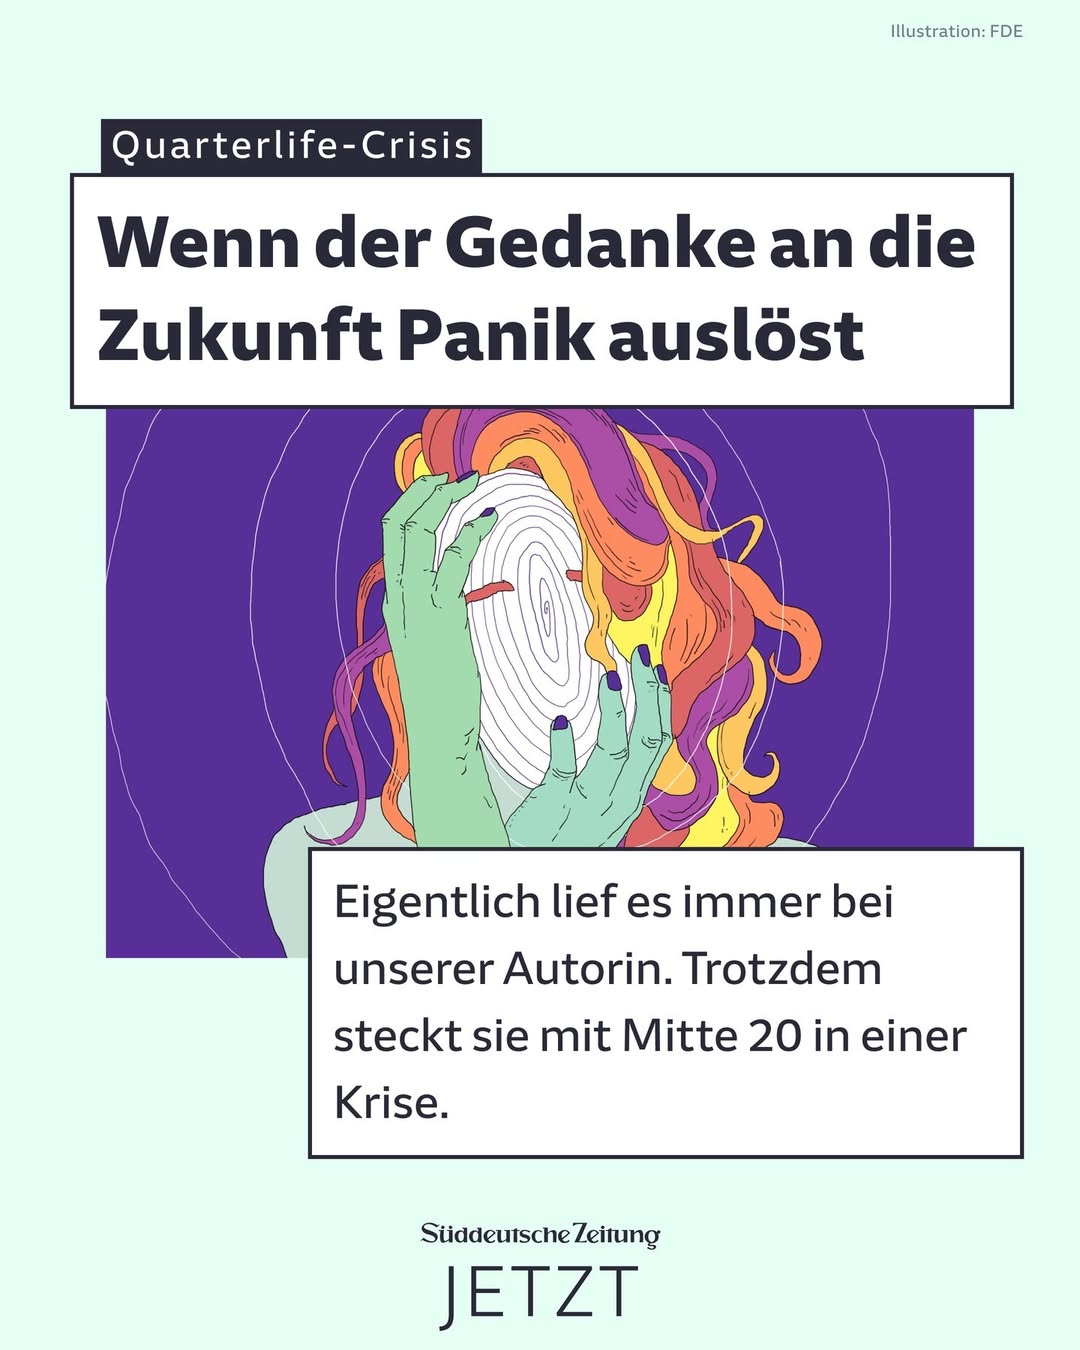 Illustration: FDE
Quarterlife-Crisis
Wenn der Gedanke an die
Zukunft Panik auslöst
Eigentlich lief es immer bei
unserer Autorin. Trotzdem
steckt sie mit Mitte 20 in einer
Krise.
Süddeutsche Zeitung
JETZT